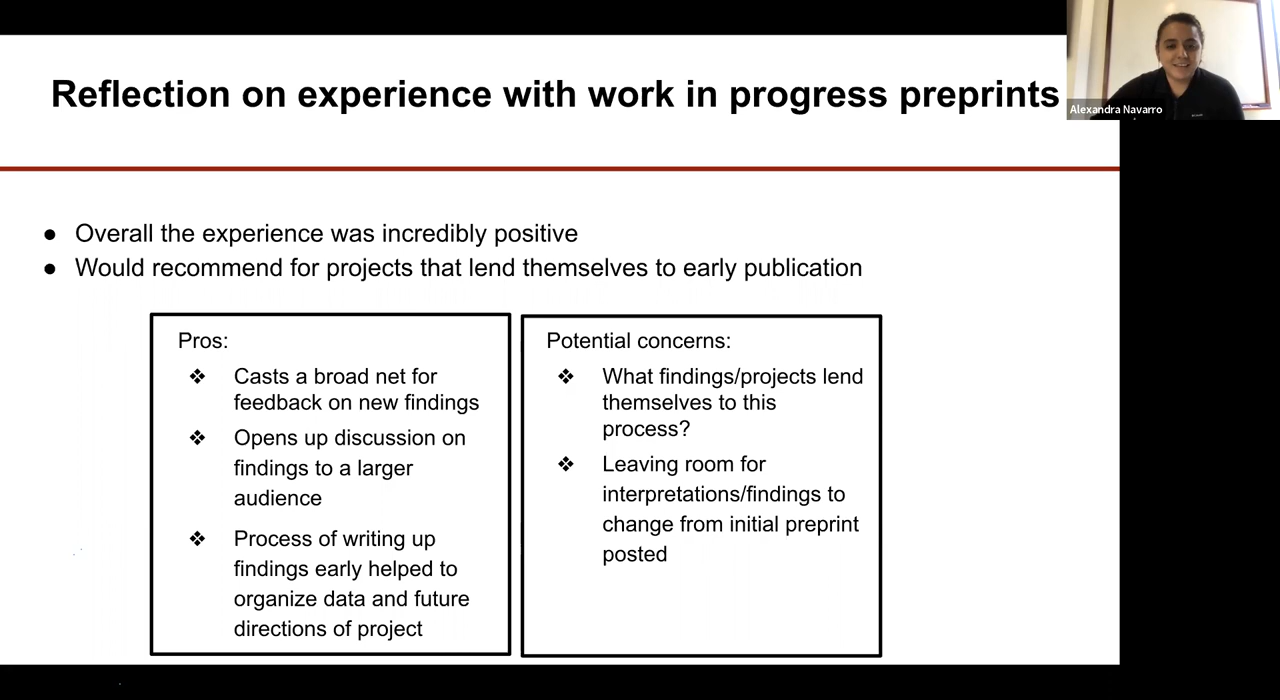 Reflection on experience with work in progress preprints
Alexandra Navarro
● Overall the experience was incredibly positive
● Would recommend for projects that lend themselves to early publication
Pros:
❖ Casts a broad net for
feedback on new findings
❖ Opens up discussion on
findings to a larger
audience
❖ Process of writing up
findings early helped to
organize data and future
directions of project
Potential concerns:
❖ What findings/projects lend
themselves to this
process?
❖ Leaving room for
interpretations/findings to
change from initial preprint
posted